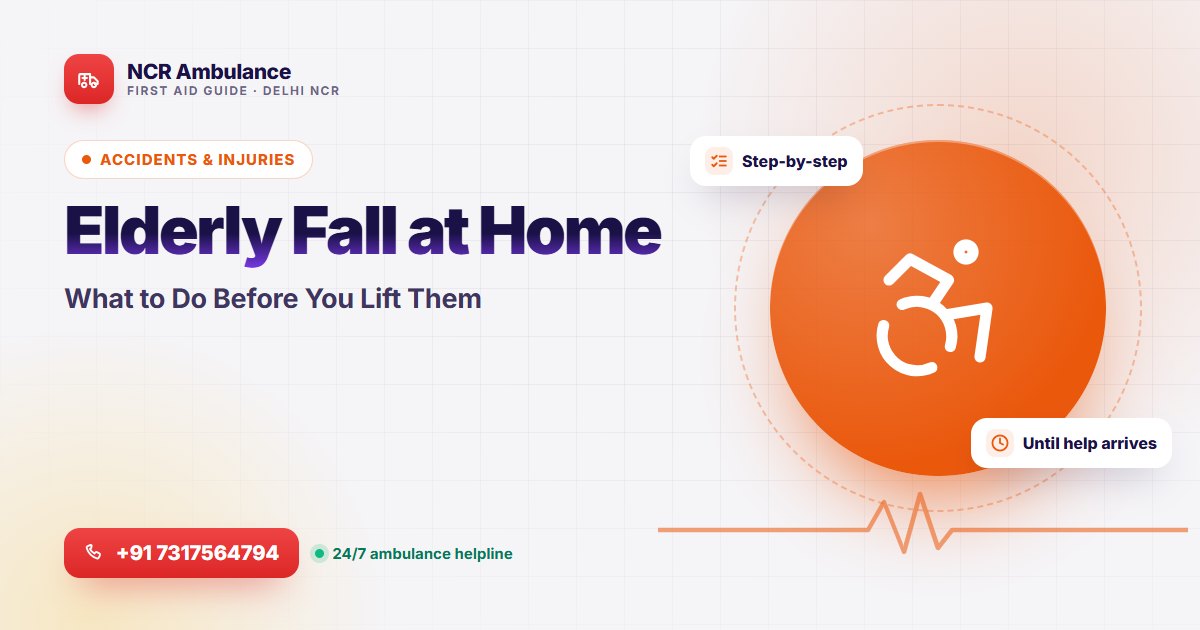 NCR Ambulance
FIRST AID GUIDE · DELHI NCR
ACCIDENTS & INJURIES
Elderly Fall at Home
What to Do Before You Lift Them
Step-by-step
Until help arrives
+91 7317564794
24/7 ambulance helpline